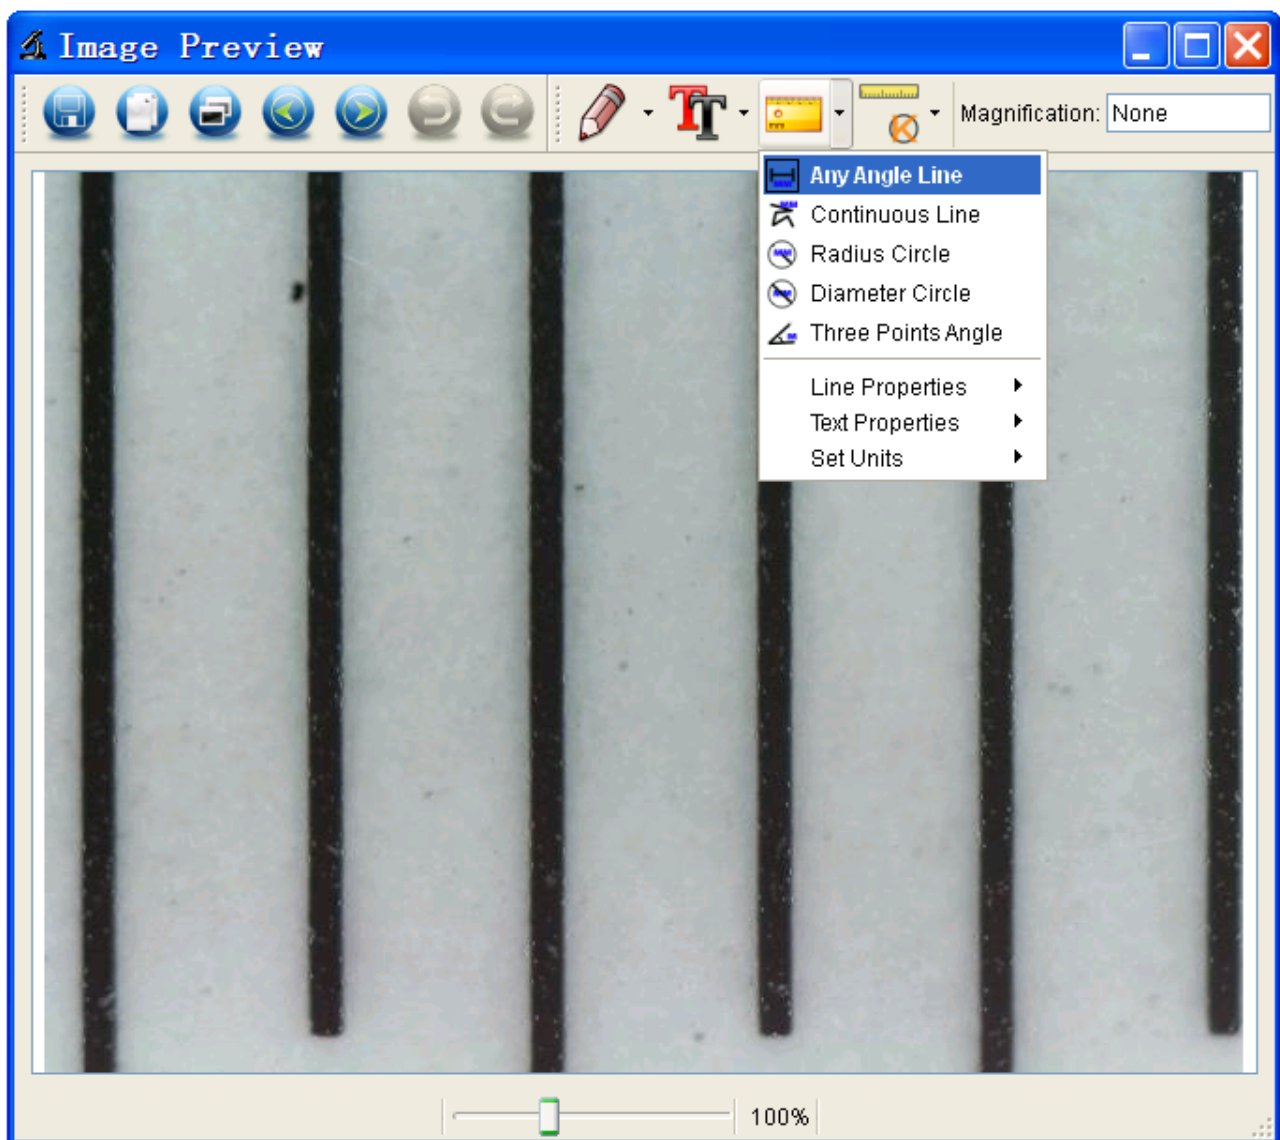 Image Preview
Magnification: None
Any Angle Line
Continuous Line
Radius Circle
Diameter Circle
Three Points Angle
Line Properties
Text Properties
Set Units
100%